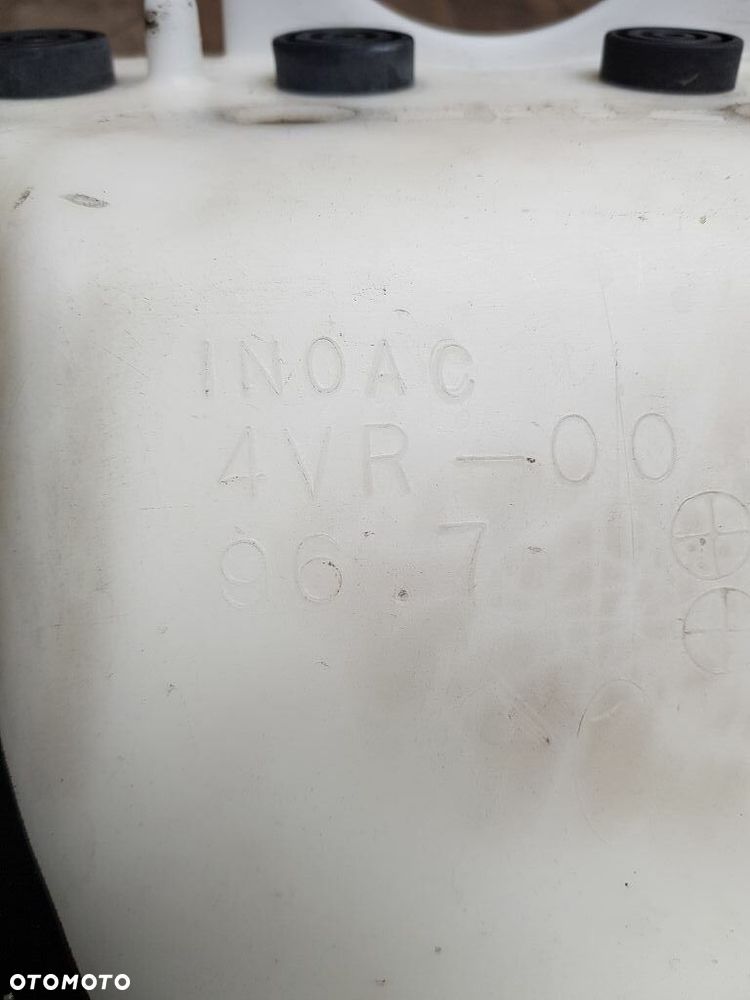 INOAC
4VR-00
96.7
OTOMOTO